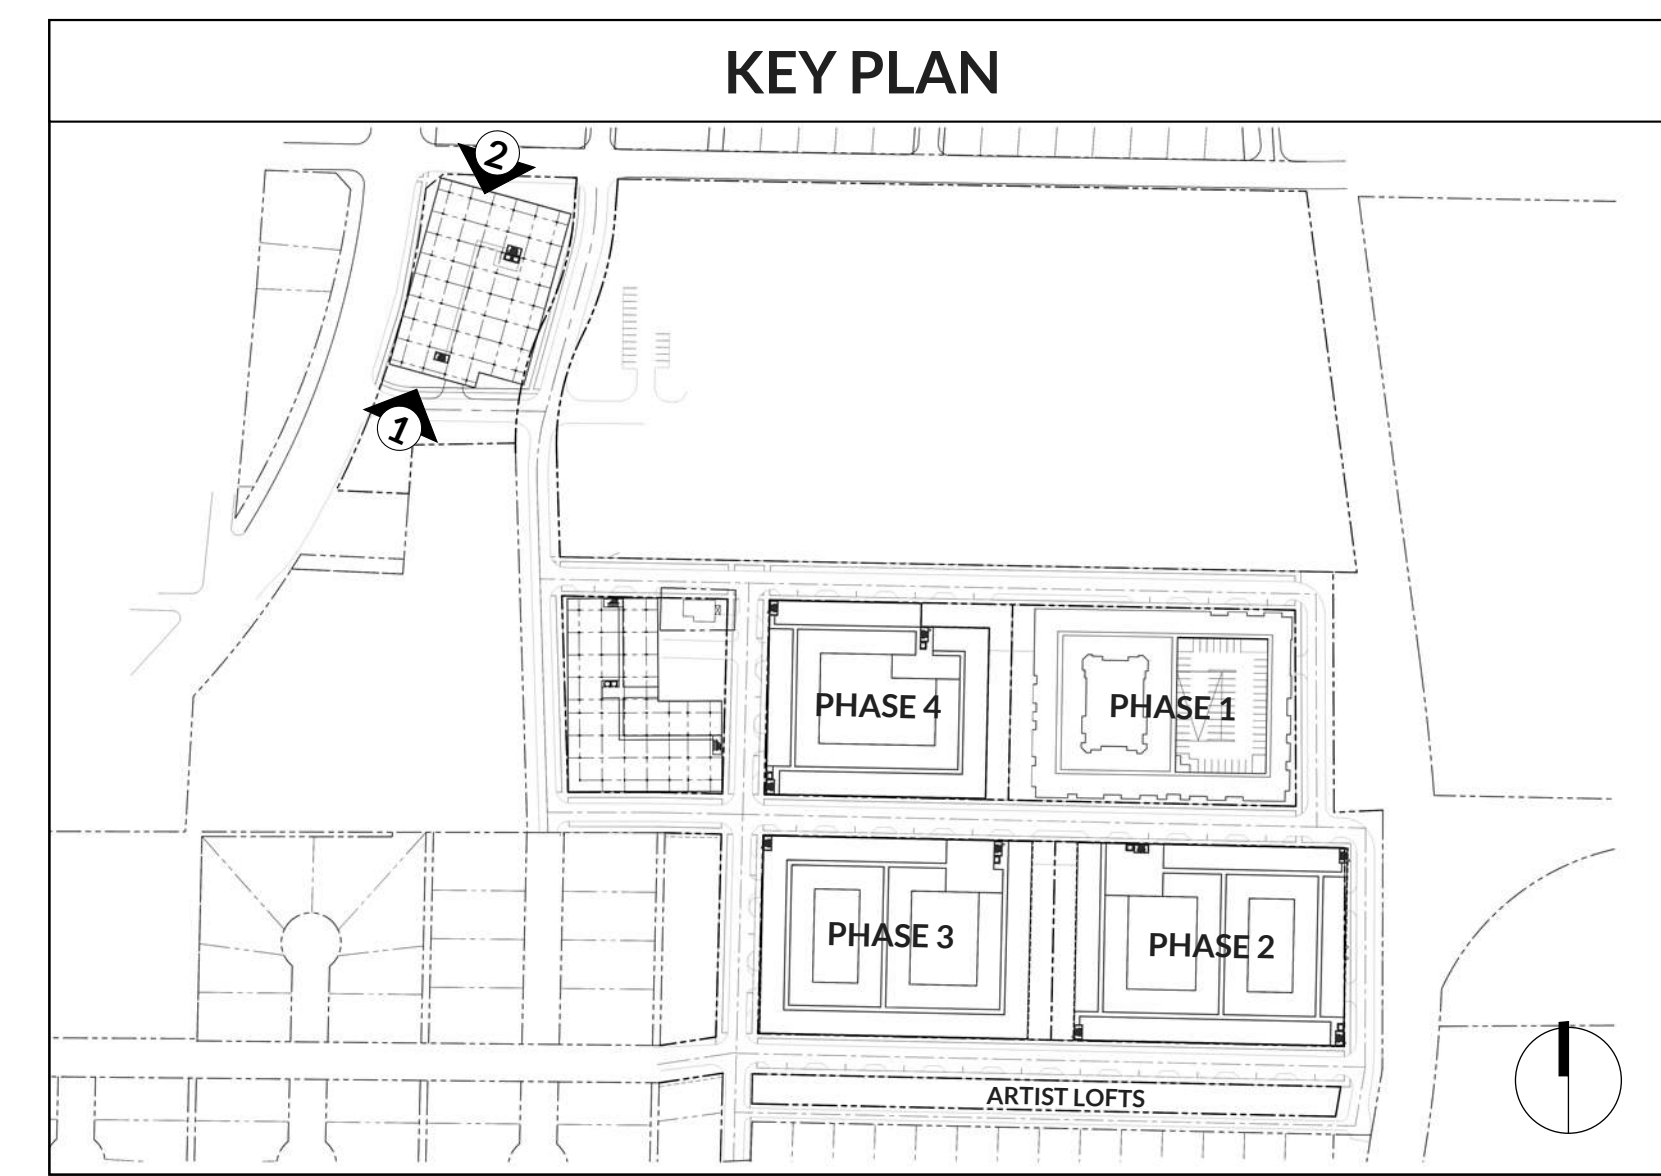 KEY PLAN
2
1
PHASE 4
PHASE 1
PHASE 3
PHASE 2
ARTIST LOFTS